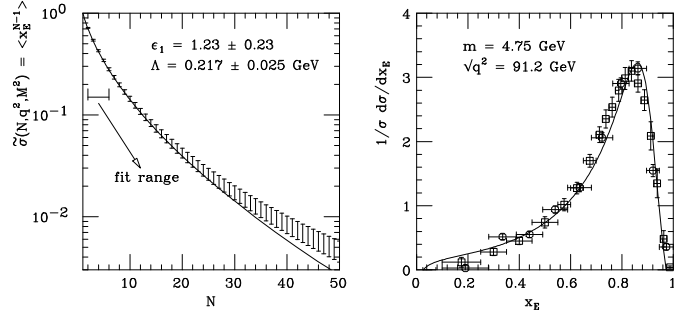 σ̃(N,q²,M²) = <x_E^{N-1}>
10⁰
10⁻¹
10⁻²
ϵ₁ = 1.23 ± 0.23
Λ = 0.217 ± 0.025 GeV
fit range
0
10
20
30
40
50
N
1/σ dσ/dx_E
4
3
2
1
0
m = 4.75 GeV
√q² = 91.2 GeV
0
0.2
0.4
0.6
0.8
1
x_E